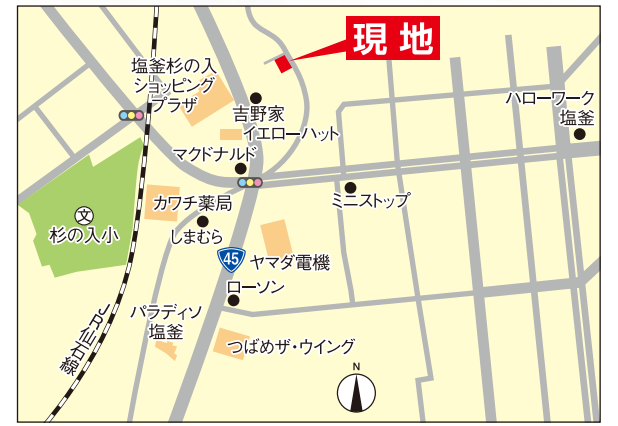 現地
塩釜杉の入
ショッピング
プラザ
吉野家
イエローハット
ハローワーク
塩釜
マクドナルド
ミニストップ
カワチ薬局
しまむら
文
杉の入小
45
ヤマダ電機
ローソン
パラディソ
塩釜
JR仙石線
つばめザ・ウイング
N